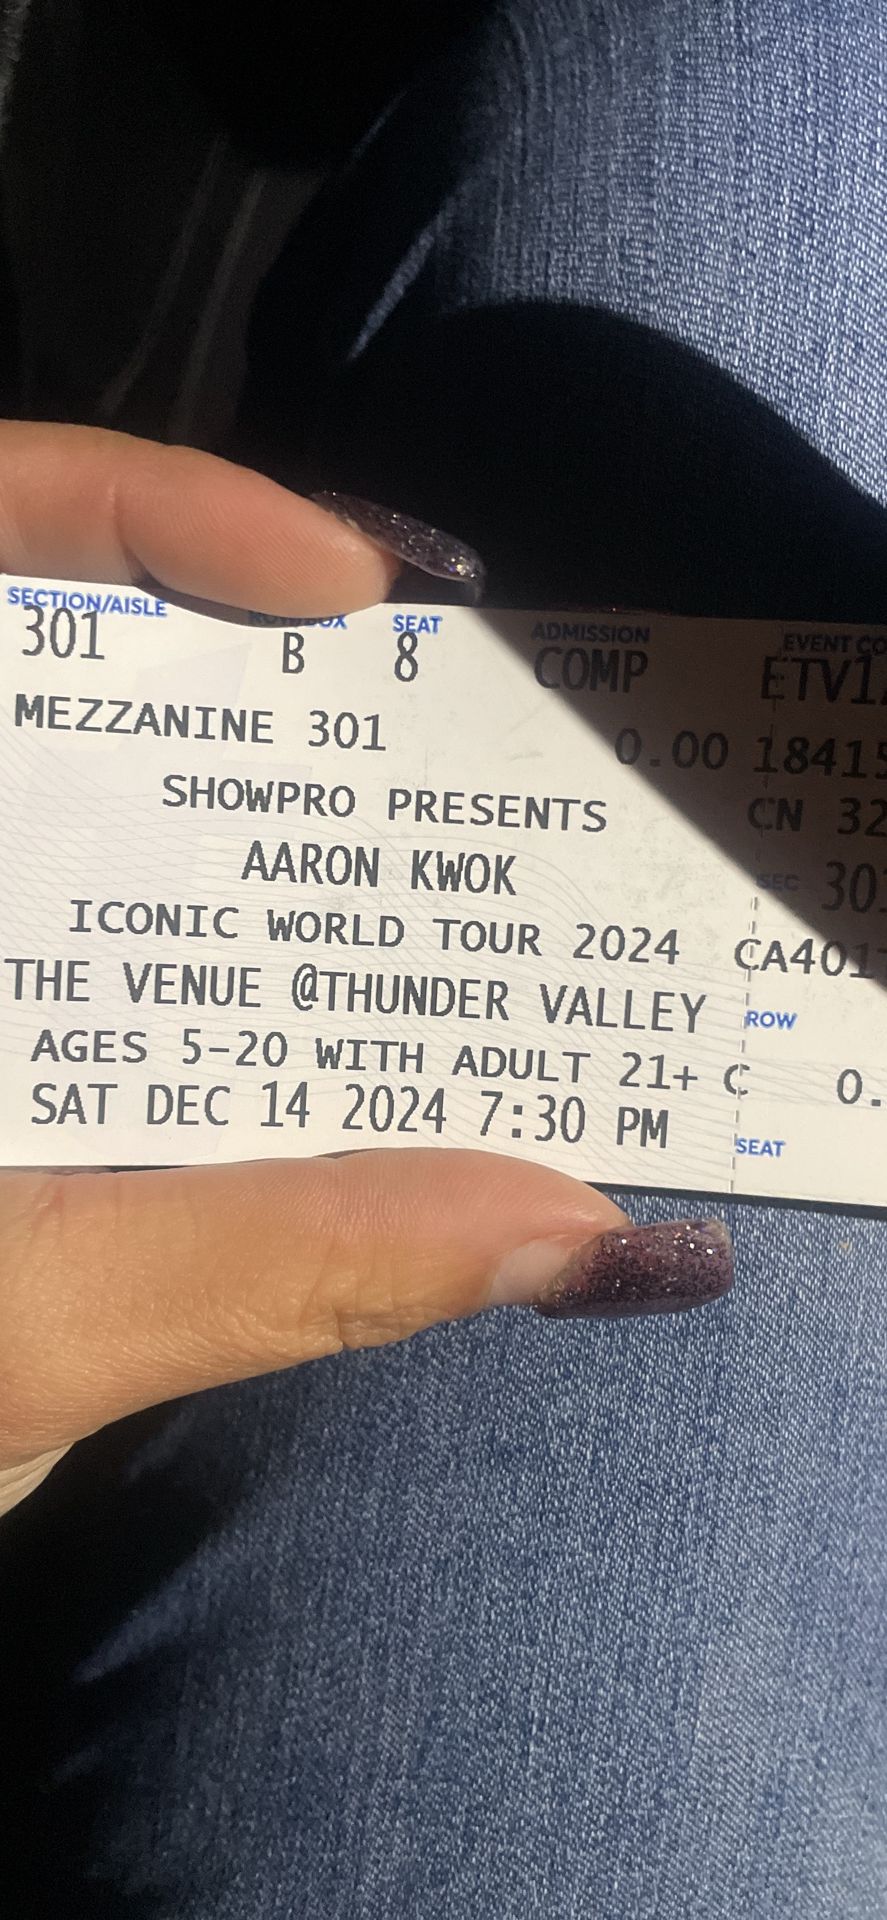 SECTION/AISLE SEAT ADMISSION EVENT
301 B 8 COMP
MEZZANINE 301 0.00
SHOWPRO PRESENTS CN
AARON KWOK SEC
ICONIC WORLD TOUR 2024
THE VENUE @THUNDER VALLEY ROW
AGES 5-20 WITH ADULT 21+ C
SAT DEC 14 2024 7:30 PM SEAT